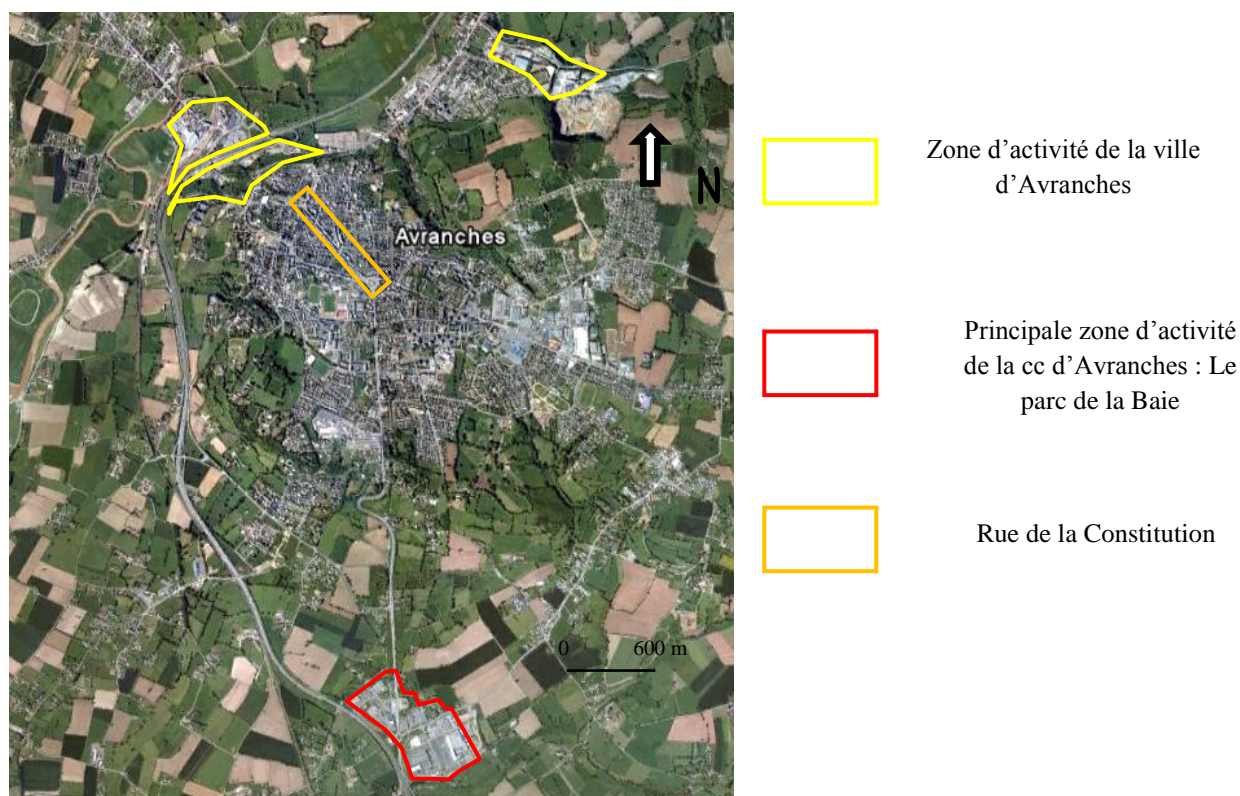 Avranches
N
0 600 m
Zone d’activité de la ville
d’Avranches
Principale zone d’activité
de la cc d’Avranches : Le
parc de la Baie
Rue de la Constitution